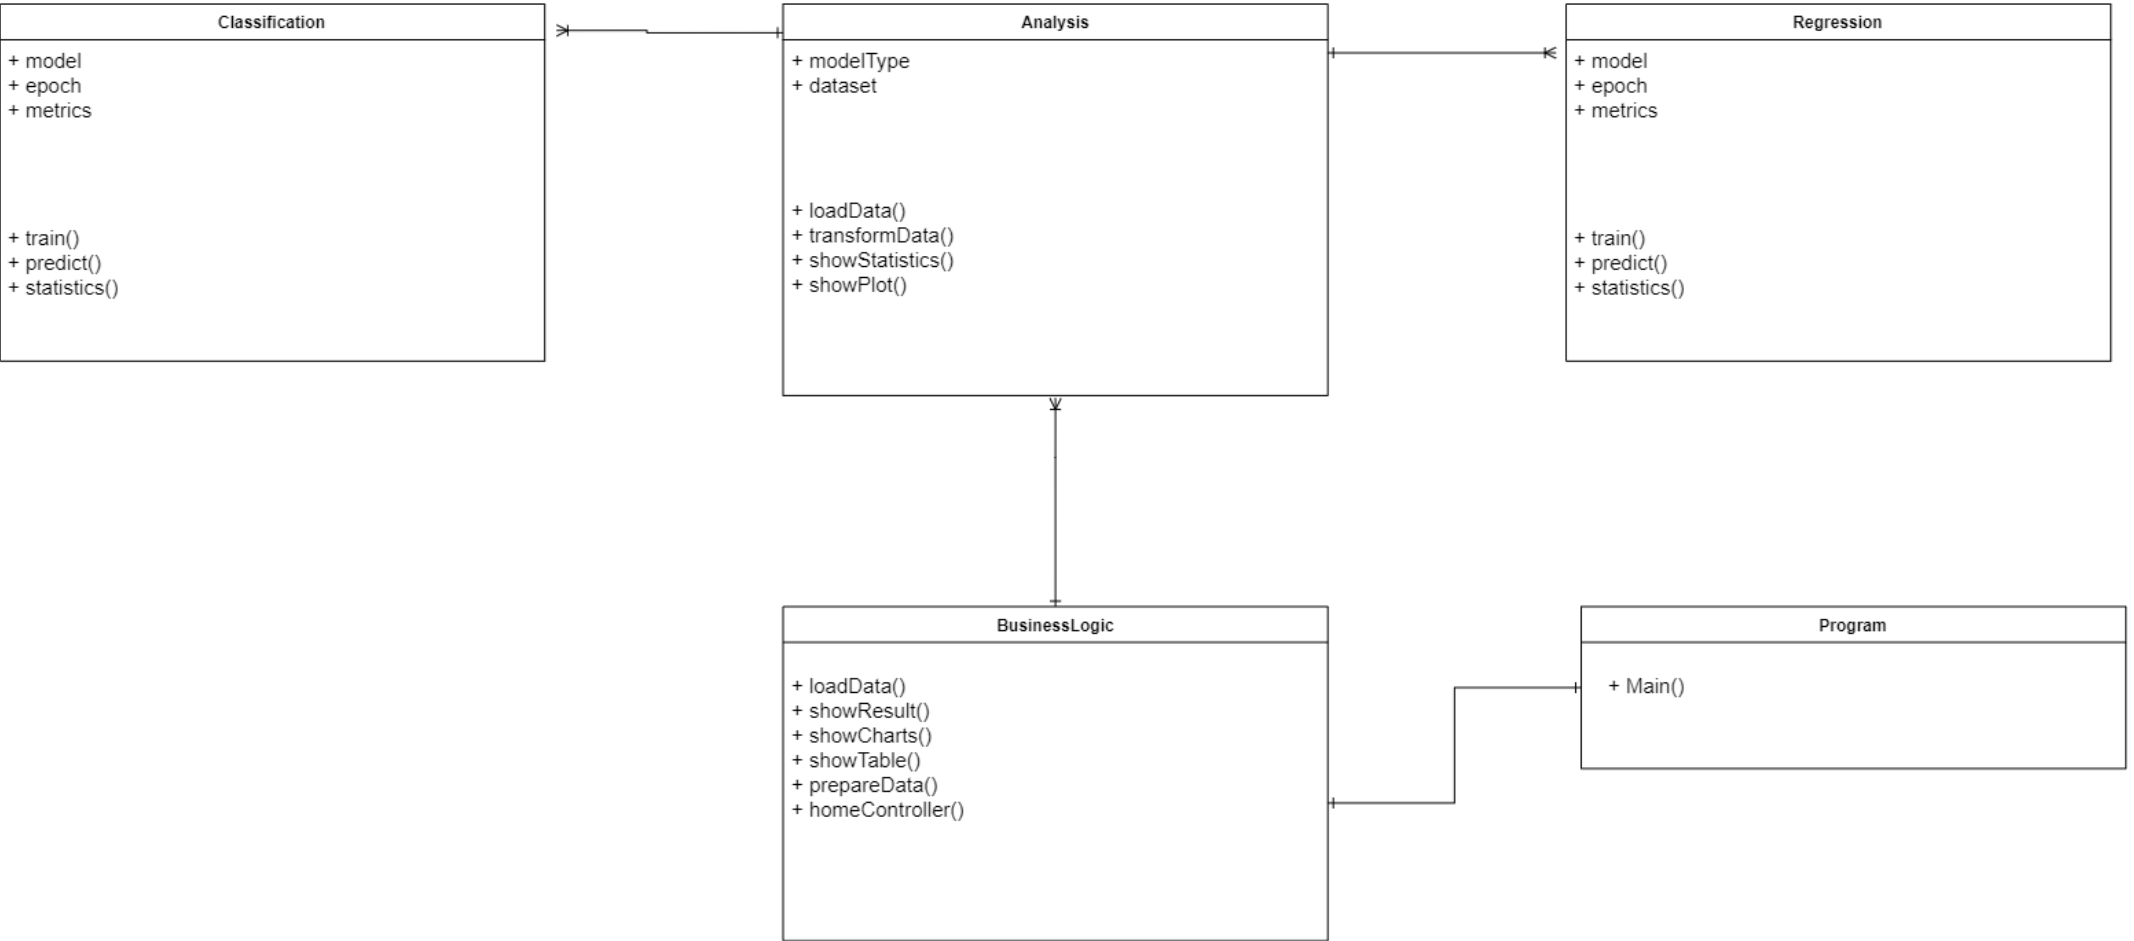 Classification
+ model
+ epoch
+ metrics
+ train()
+ predict()
+ statistics()
Analysis
+ modelType
+ dataset
+ loadData()
+ transformData()
+ showStatistics()
+ showPlot()
Regression
+ model
+ epoch
+ metrics
+ train()
+ predict()
+ statistics()
BusinessLogic
+ loadData()
+ showResult()
+ showCharts()
+ showTable()
+ prepareData()
+ homeController()
Program
+ Main()